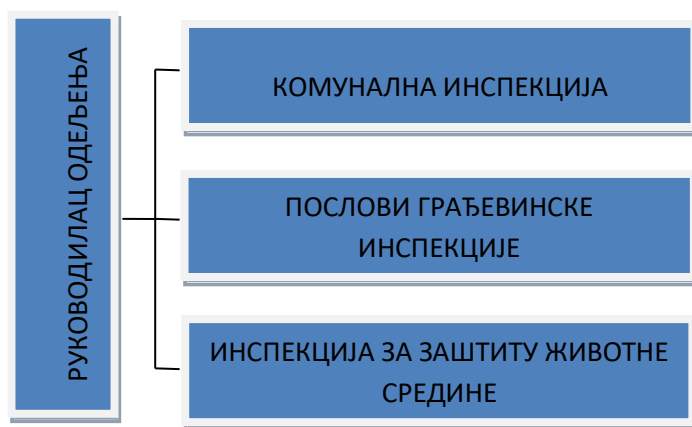 РУКОВОДИЛАЦ ОДЕЉЕЊА
КОМУНАЛНА ИНСПЕКЦИЈА
ПОСЛОВИ ГРАЂЕВИНСКЕ
ИНСПЕКЦИЈЕ
ИНСПЕКЦИЈА ЗА ЗАШТИТУ ЖИВОТНЕ
СРЕДИНЕ